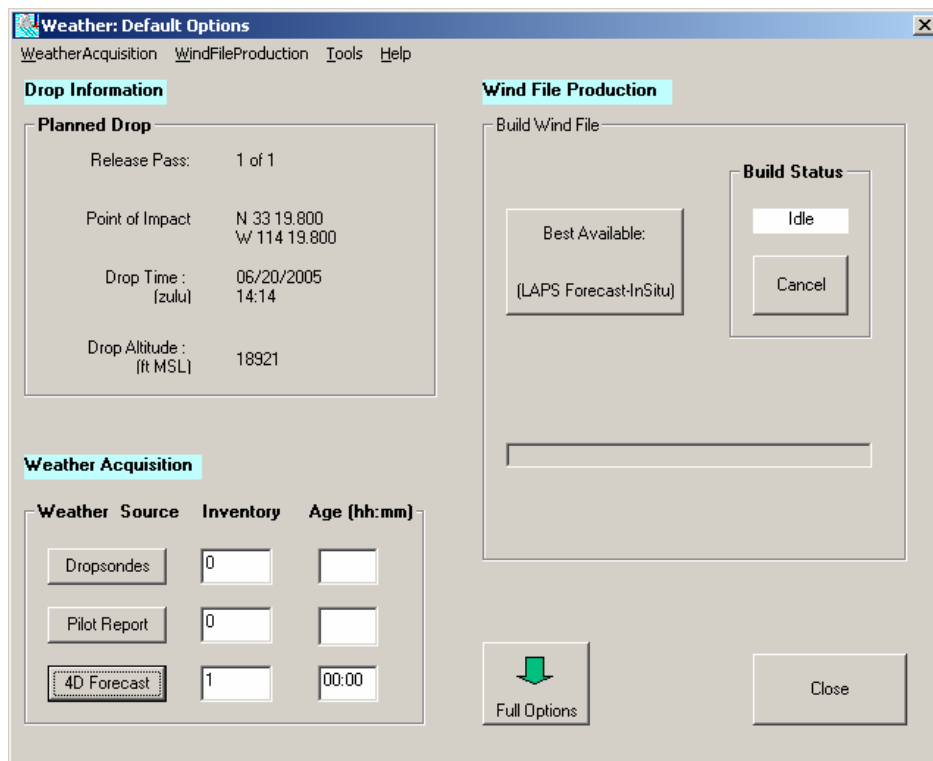 Weather: Default Options
WeatherAcquisition WindFileProduction Tools Help
Drop Information
Planned Drop
Release Pass: 1 of 1
Point of Impact N 33 19.800
W 114 19.800
Drop Time : 06/20/2005
(zulu) 14:14
Drop Altitude : 18921
(ft MSL)
Weather Acquisition
Weather Source Inventory Age (hh:mm)
Dropsondes 0
Pilot Report 0
4D Forecast 1 00:00
Wind File Production
Build Wind File
Build Status
Idle
Cancel
Best Available:
(LAPS Forecast-InSitu)
Full Options
Close